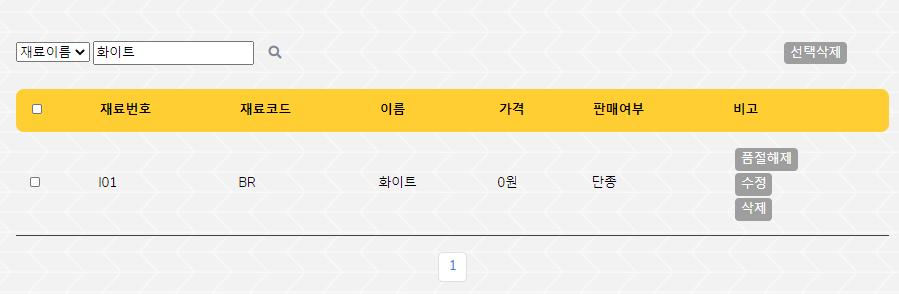 재료이름 화이트 선택삭제
재료번호 재료코드 이름 가격 판매여부 비고
I01 BR 화이트 0원 단종
품절해제
수정
삭제
1